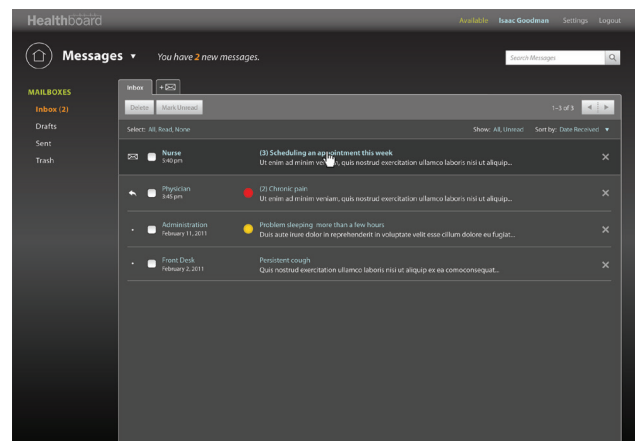 Healthboard
Available Isaac Goodman Settings Logout
Messages ▾ You have 2 new messages.
Search Messages
MAILBOXES
Inbox (2)
Drafts
Sent
Trash
Inbox +
Delete Mark Unread 1–3 of 3
Select: All, Read, None Show: All, Unread Sort by: Date Received ▾
Nurse (3) Scheduling an appointment this week
5:40 pm Ut enim ad minim veniam, quis nostrud exercitation ullamco laboris nisi ut aliquip...
Physician (2) Chronic pain
3:45 pm Ut enim ad minim veniam, quis nostrud exercitation ullamco laboris nisi ut aliquip...
Administration Problem sleeping more than a few hours
February 11, 2011 Duis aute irure dolor in reprehenderit in voluptate velit esse cillum dolore eu fugiat...
Front Desk Persistent cough
February 2, 2011 Quis nostrud exercitation ullamco laboris nisi ut aliquip ex ea comoconsequat...